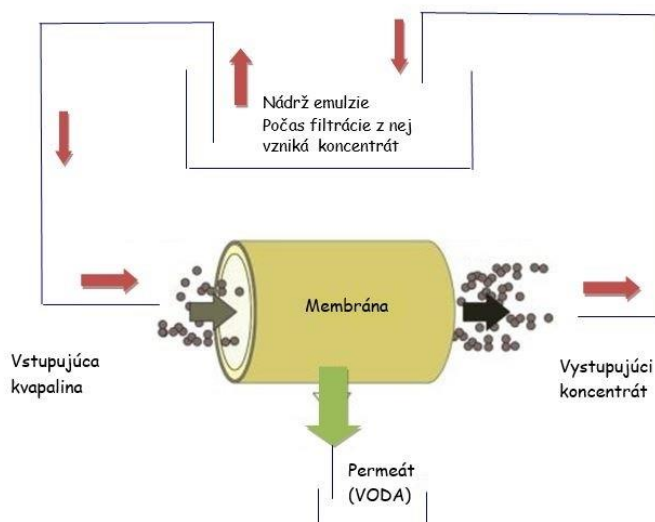 Nádrž emulzie
Počas filtrácie z nej
vzniká koncentrát
Membrána
Vstupujúca
kvapalina
Vystupujúci
koncentrát
Permeát
(VODA)